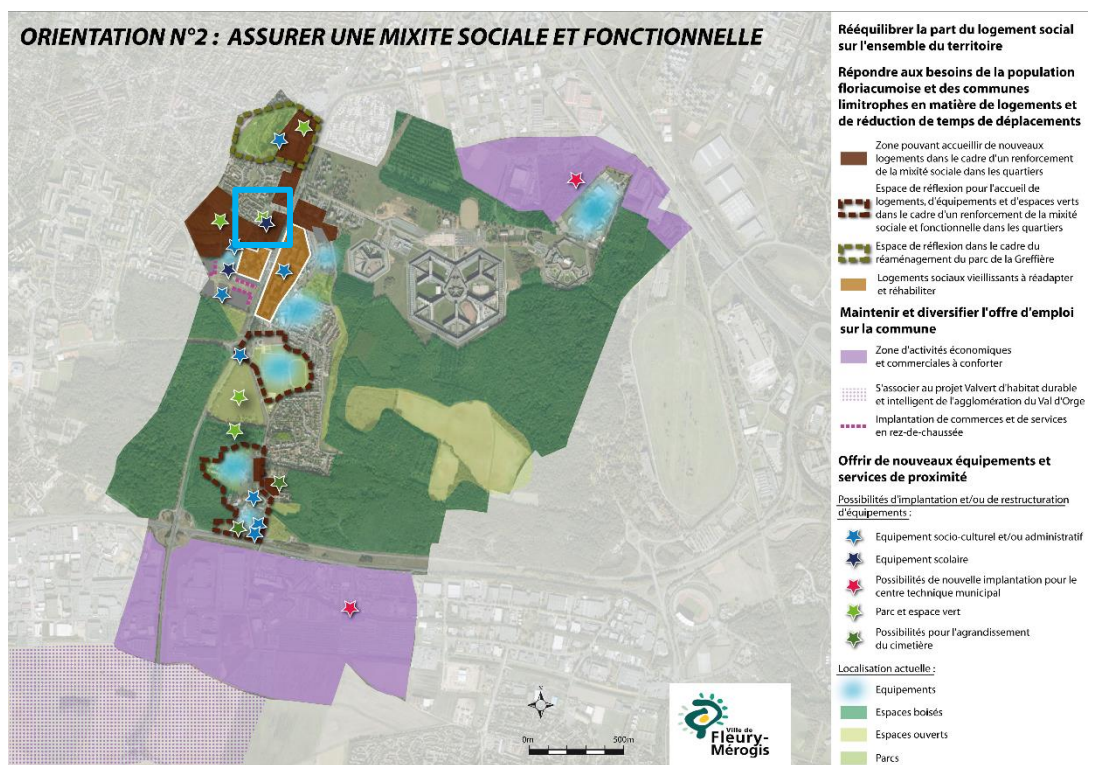 ORIENTATION N°2 : ASSURER UNE MIXITE SOCIALE ET FONCTIONNELLE
Rééquilibrer la part du logement social
sur l'ensemble du territoire
Répondre aux besoins de la population
floriacumoise et des communes
limitrophes en matière de logements et
de réduction de temps de déplacements
Zone pouvant accueillir de nouveaux
logements dans le cadre d'un renforcement
de la mixité sociale dans les quartiers
Espace de réflexion pour l'accueil de
logements, d'équipements et d'espaces verts
dans le cadre d'un renforcement de la mixité
sociale et fonctionnelle dans les quartiers
Espace de réflexion dans le cadre du
réaménagement du parc de la Greffière
Logements sociaux vieillissants à réadapter
et réhabiliter
Maintenir et diversifier l'offre d'emploi
sur la commune
Zone d'activités économiques
et commerciales à conforter
S'associer au projet Valvert d'habitat durable
et intelligent de l'agglomération du Val d'Orge
Implantation de commerces et de services
en rez-de-chaussée
Offrir de nouveaux équipements et
services de proximité
Possibilités d'implantation et/ou de restructuration
d'équipements :
Equipement socio-culturel et/ou administratif
Equipement scolaire
Possibilités de nouvelle implantation pour le
centre technique municipal
Parc et espace vert
Possibilités pour l'agrandissement
du cimetière
Localisation actuelle :
Equipements
Espaces boisés
Espaces ouverts
Parcs
N
0m 500m
Ville de
Fleury-
Mérogis